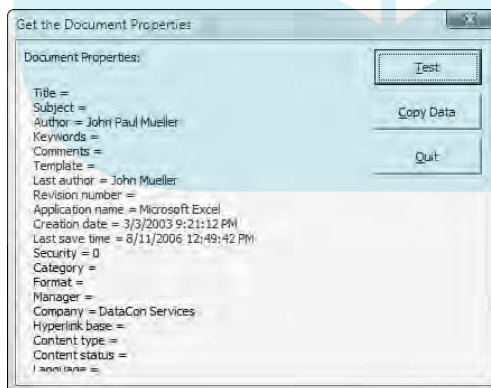 Get the Document Properties
Document Properties:
Title =
Subject =
Author = John Paul Mueller
Keywords =
Comments =
Template =
Last author = John Mueller
Revision number =
Application name = Microsoft Excel
Creation date = 3/3/2003 9:21:12 PM
Last save time = 8/11/2006 12:49:42 PM
Security = 0
Category =
Format =
Manager =
Company = DataCon Services
Hyperlink base =
Content type =
Content status =
Language =
Test
Copy Data
Quit